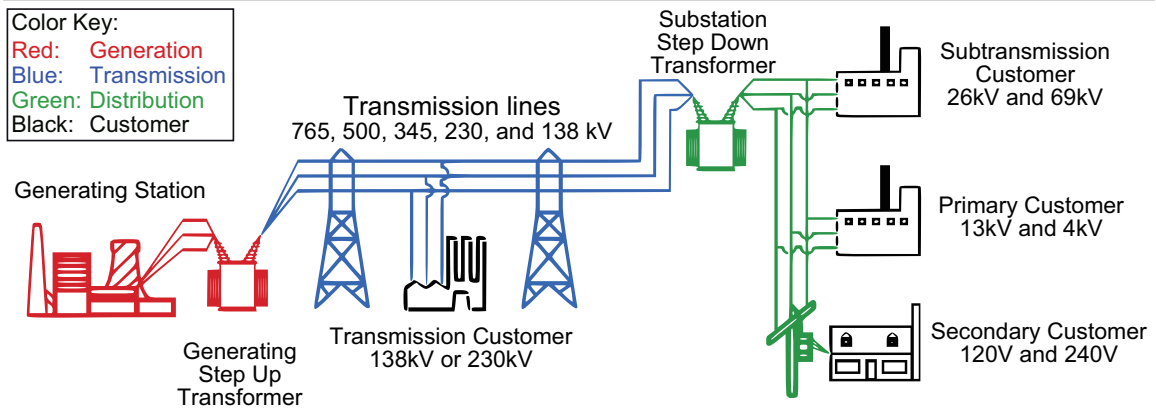 Color Key:
Red: Generation
Blue: Transmission
Green: Distribution
Black: Customer
Substation
Step Down
Transformer
Subtransmission
Customer
26kV and 69kV
Transmission lines
765, 500, 345, 230, and 138 kV
Generating Station
Primary Customer
13kV and 4kV
Transmission Customer
138kV or 230kV
Secondary Customer
120V and 240V
Generating
Step Up
Transformer